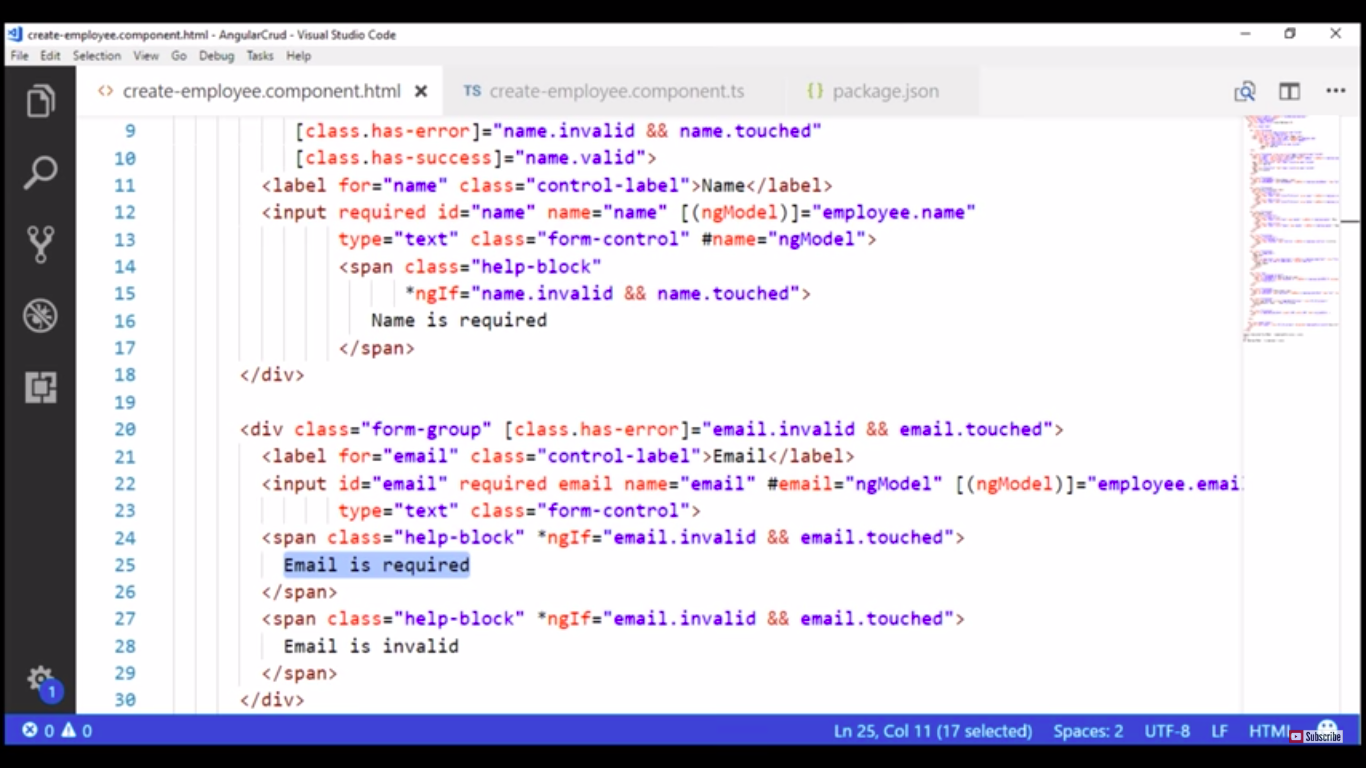 create-employee.component.html - AngularCrud - Visual Studio Code
File Edit Selection View Go Debug Tasks Help
<> create-employee.component.html × TS create-employee.component.ts {} package.json
9 [class.has-error]="name.invalid && name.touched"
10 [class.has-success]="name.valid">
11 <label for="name" class="control-label">Name</label>
12 <input required id="name" name="name" [(ngModel)]="employee.name"
13 type="text" class="form-control" #name="ngModel">
14 <span class="help-block"
15 *ngIf="name.invalid && name.touched">
16 Name is required
17 </span>
18 </div>
19
20 <div class="form-group" [class.has-error]="email.invalid && email.touched">
21 <label for="email" class="control-label">Email</label>
22 <input id="email" required email name="email" #email="ngModel" [(ngModel)]="employee.emai
23 type="text" class="form-control">
24 <span class="help-block" *ngIf="email.invalid && email.touched">
25 Email is required
26 </span>
27 <span class="help-block" *ngIf="email.invalid && email.touched">
28 Email is invalid
29 </span>
30 </div>
1
0 0 Ln 25, Col 11 (17 selected) Spaces: 2 UTF-8 LF HTML
Subscribe